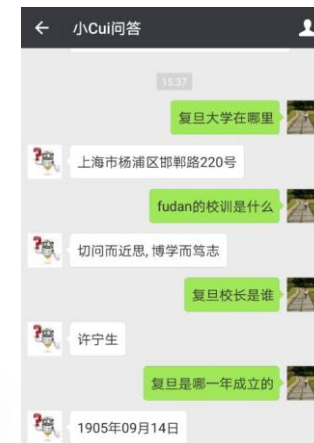 小Cui问答
15:37
复旦大学在哪里
上海市杨浦区邯郸路220号
fudan的校训是什么
切问而近思,博学而笃志
复旦校长是谁
许宁生
复旦是哪一年成立的
1905年09月14日